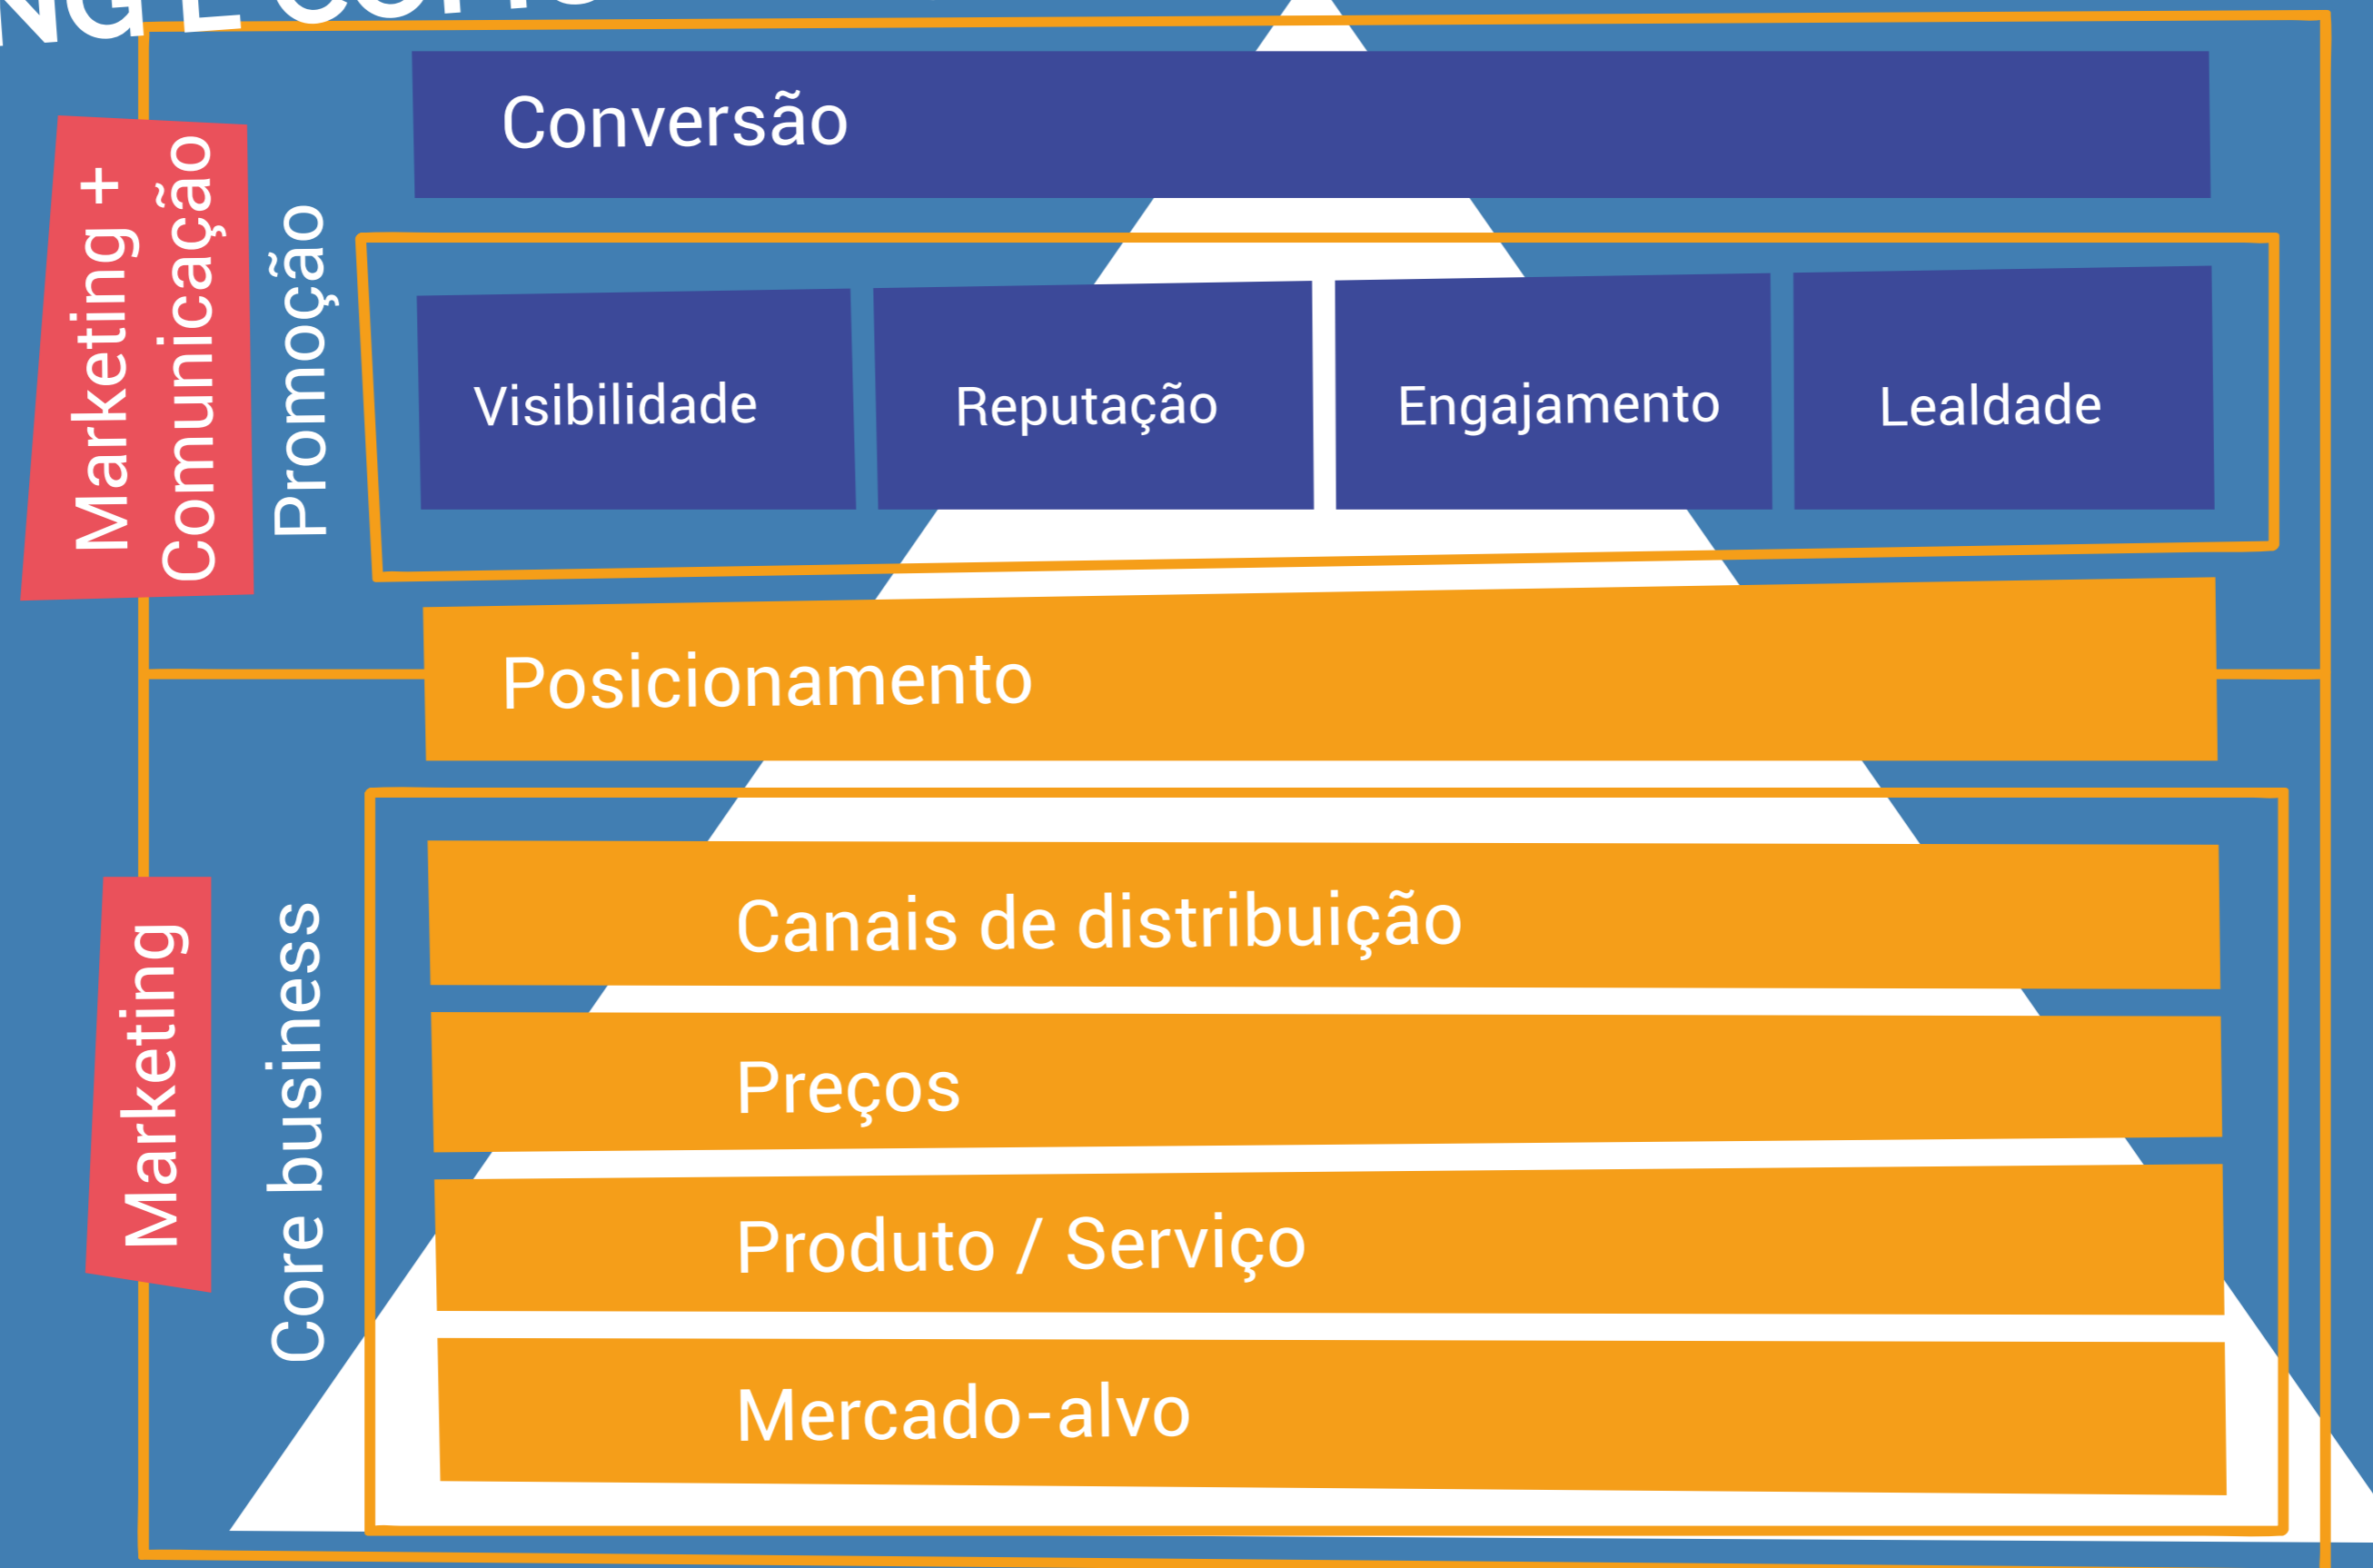 Conversão
Marketing +
Comunicação
Promoção
Visibilidade
Reputação
Engajamento
Lealdade
Posicionamento
Marketing
Core business
Canais de distribuição
Preços
Produto / Serviço
Mercado-alvo